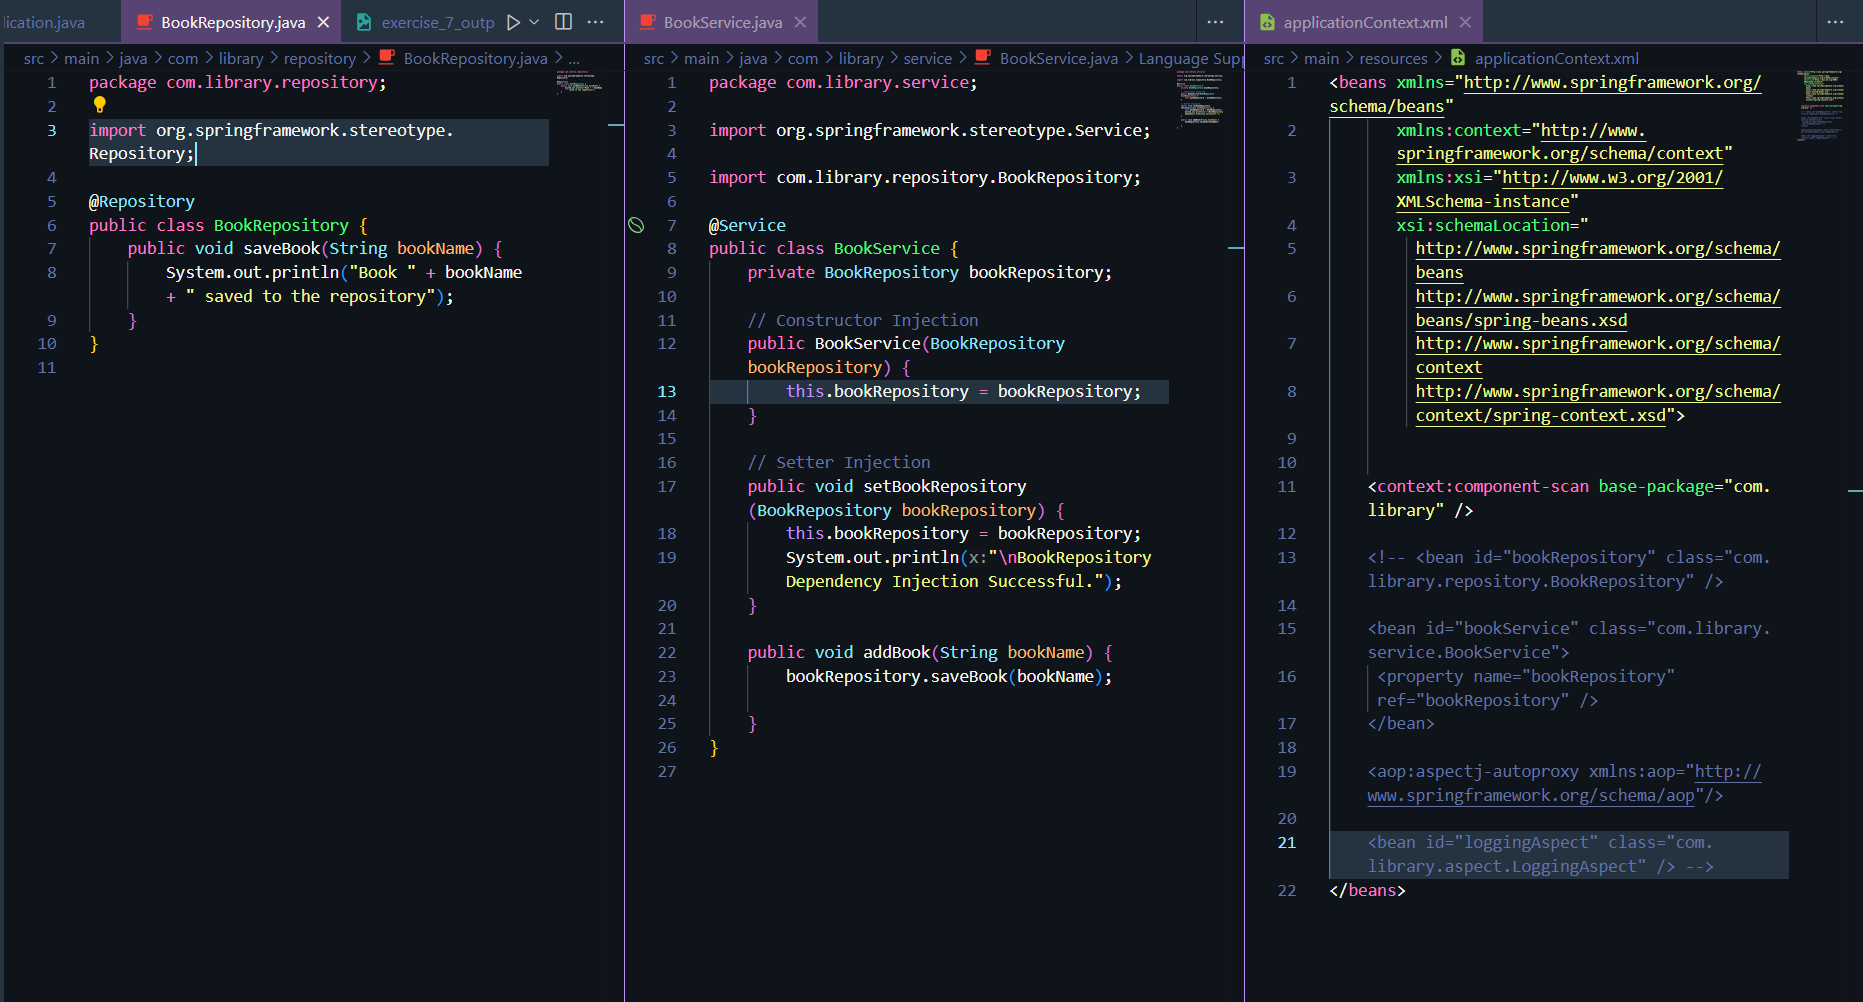 lication.java
BookRepository.java
exercise_7_outp
src > main > java > com > library > repository > BookRepository.java > ...
1 package com.library.repository;
2
3 import org.springframework.stereotype.
Repository;
4
5 @Repository
6 public class BookRepository {
7 public void saveBook(String bookName) {
8 System.out.println("Book " + bookName
+ " saved to the repository");
9 }
10 }
11
BookService.java
src > main > java > com > library > service > BookService.java > Language Supp
1 package com.library.service;
2
3 import org.springframework.stereotype.Service;
4
5 import com.library.repository.BookRepository;
6
7 @Service
8 public class BookService {
9 private BookRepository bookRepository;
10
11 // Constructor Injection
12 public BookService(BookRepository
bookRepository) {
13 this.bookRepository = bookRepository;
14 }
15
16 // Setter Injection
17 public void setBookRepository
(BookRepository bookRepository) {
18 this.bookRepository = bookRepository;
19 System.out.println(x:"\nBookRepository
Dependency Injection Successful.");
20 }
21
22 public void addBook(String bookName) {
23 bookRepository.saveBook(bookName);
24
25 }
26 }
27
applicationContext.xml
src > main > resources > applicationContext.xml
1 <beans xmlns="http://www.springframework.org/
schema/beans"
2 xmlns:context="http://www.
springframework.org/schema/context"
3 xmlns:xsi="http://www.w3.org/2001/
XMLSchema-instance"
4 xsi:schemaLocation="
5 http://www.springframework.org/schema/
beans
6 http://www.springframework.org/schema/
beans/spring-beans.xsd
7 http://www.springframework.org/schema/
context
8 http://www.springframework.org/schema/
context/spring-context.xsd">
9
10
11 <context:component-scan base-package="com.
library" />
12
13 <!-- <bean id="bookRepository" class="com.
library.repository.BookRepository" />
14
15 <bean id="bookService" class="com.library.
service.BookService">
16 <property name="bookRepository"
ref="bookRepository" />
17 </bean>
18
19 <aop:aspectj-autoproxy xmlns:aop="http://
www.springframework.org/schema/aop"/>
20
21 <bean id="loggingAspect" class="com.
library.aspect.LoggingAspect" /> -->
22 </beans>